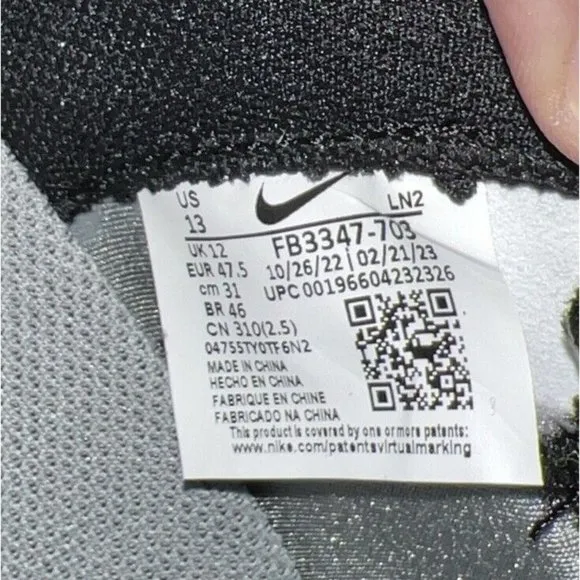 US LN2
13 FB3347-703
UK 12 10/26/22 | 02/21/23
EUR 47.5 UPC 00196604232326
cm 31
BR 46
CN 310(2.5)
04755TY0TF6N2
MADE IN CHINA
HECHO EN CHINA
FABRIQUE EN CHINE
FABRICADO NA CHINA
This product is covered by one or more patents:
www.nike.com/patentsvirtualmarking